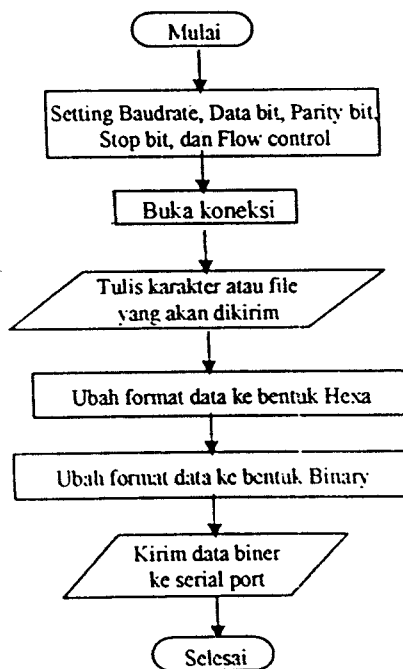 Mulai
Setting Baudrate, Data bit, Parity bit,
Stop bit, dan Flow control
Buka koneksi
Tulis karakter atau file
yang akan dikirim
Ubah format data ke bentuk Hexa
Ubah format data ke bentuk Binary
Kirim data biner
ke serial port
Selesai